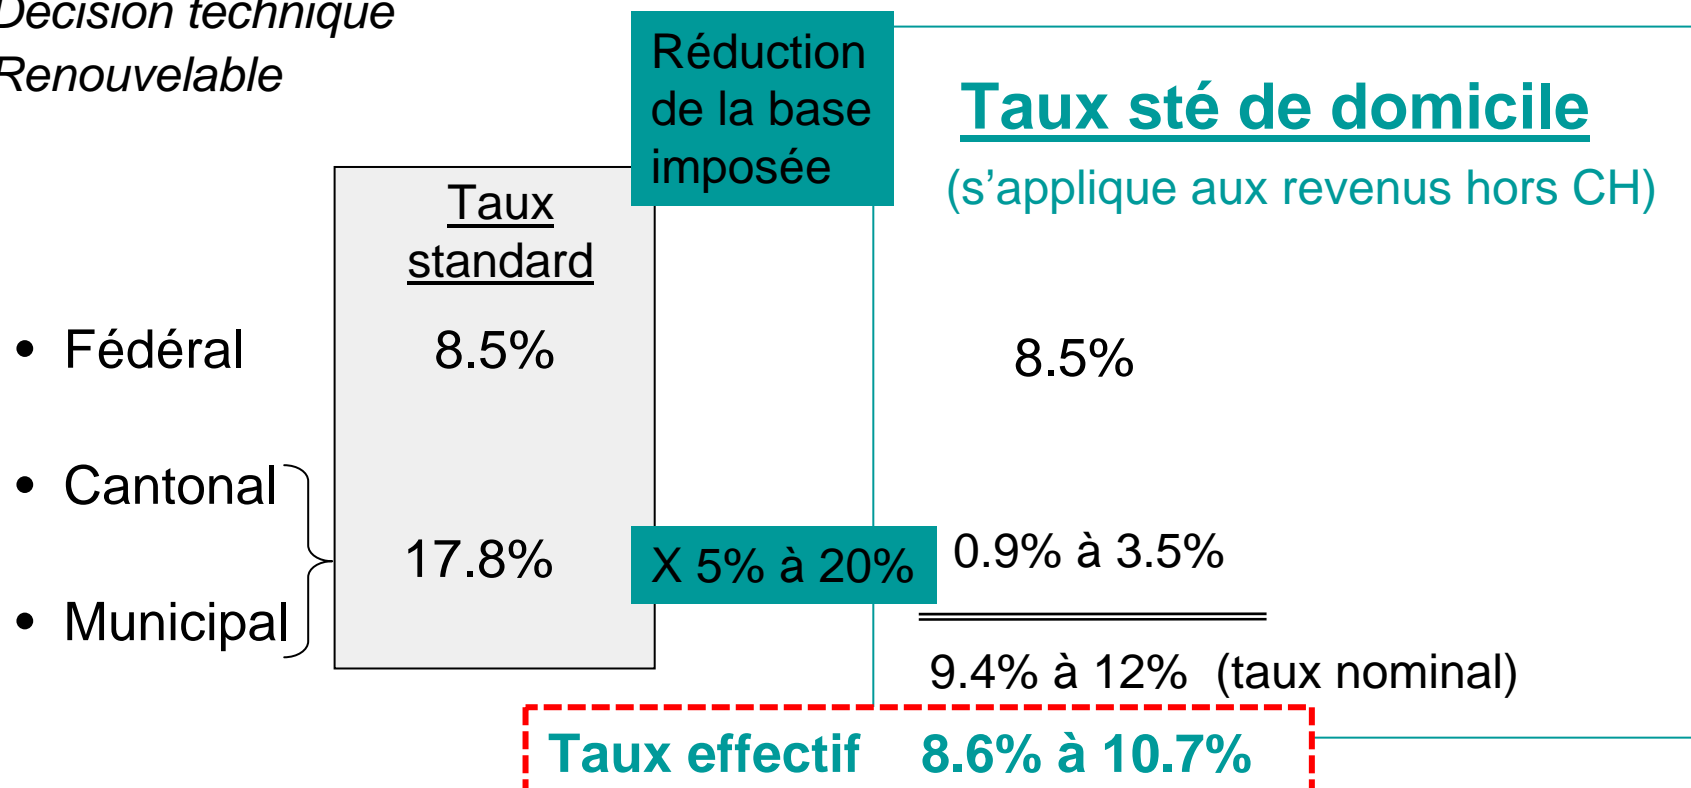 Décision technique
Renouvelable
Réduction
de la base
imposée
Taux sté de domicile
(s’applique aux revenus hors CH)
Taux
standard
• Fédéral 8.5% 8.5%
• Cantonal
17.8% X 5% à 20% 0.9% à 3.5%
• Municipal
9.4% à 12% (taux nominal)
Taux effectif 8.6% à 10.7%